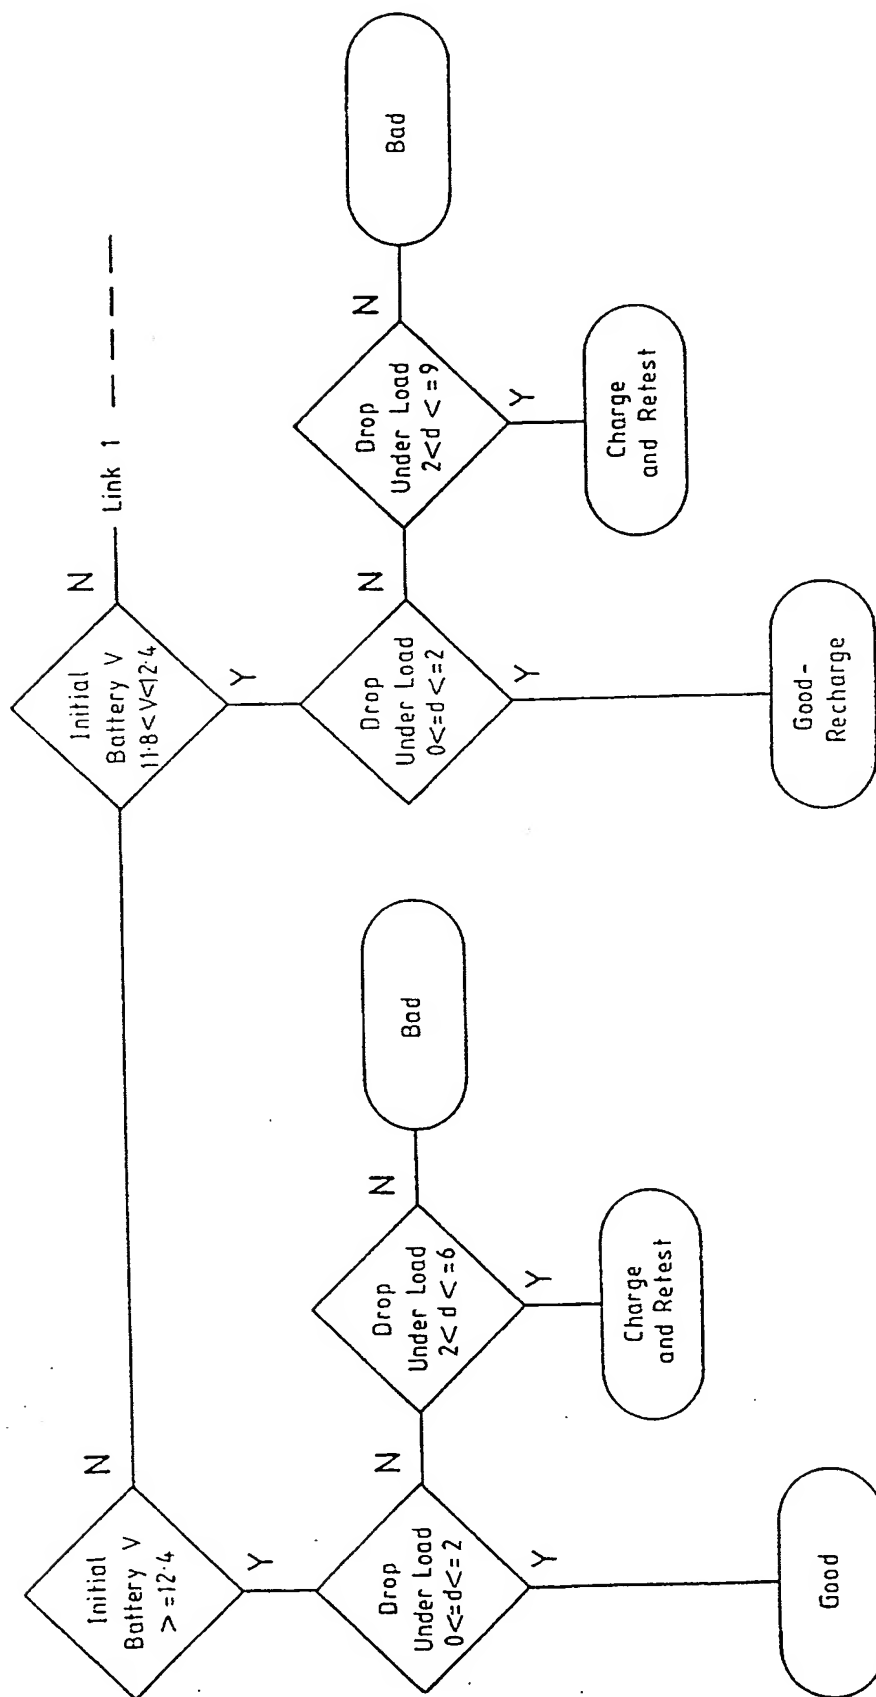 Initial
Battery V
>=12·4
N
Y
Drop
Under Load
0<=d<=2
N
Y
Good
Drop
Under Load
2<d<=6
N
Y
Charge
and Retest
Bad
Initial
Battery V
11·8<V<12·4
N
Link 1
Y
Drop
Under Load
0<=d<=2
N
Y
Good-
Recharge
Drop
Under Load
2<d<=9
N
Y
Charge
and Retest
Bad